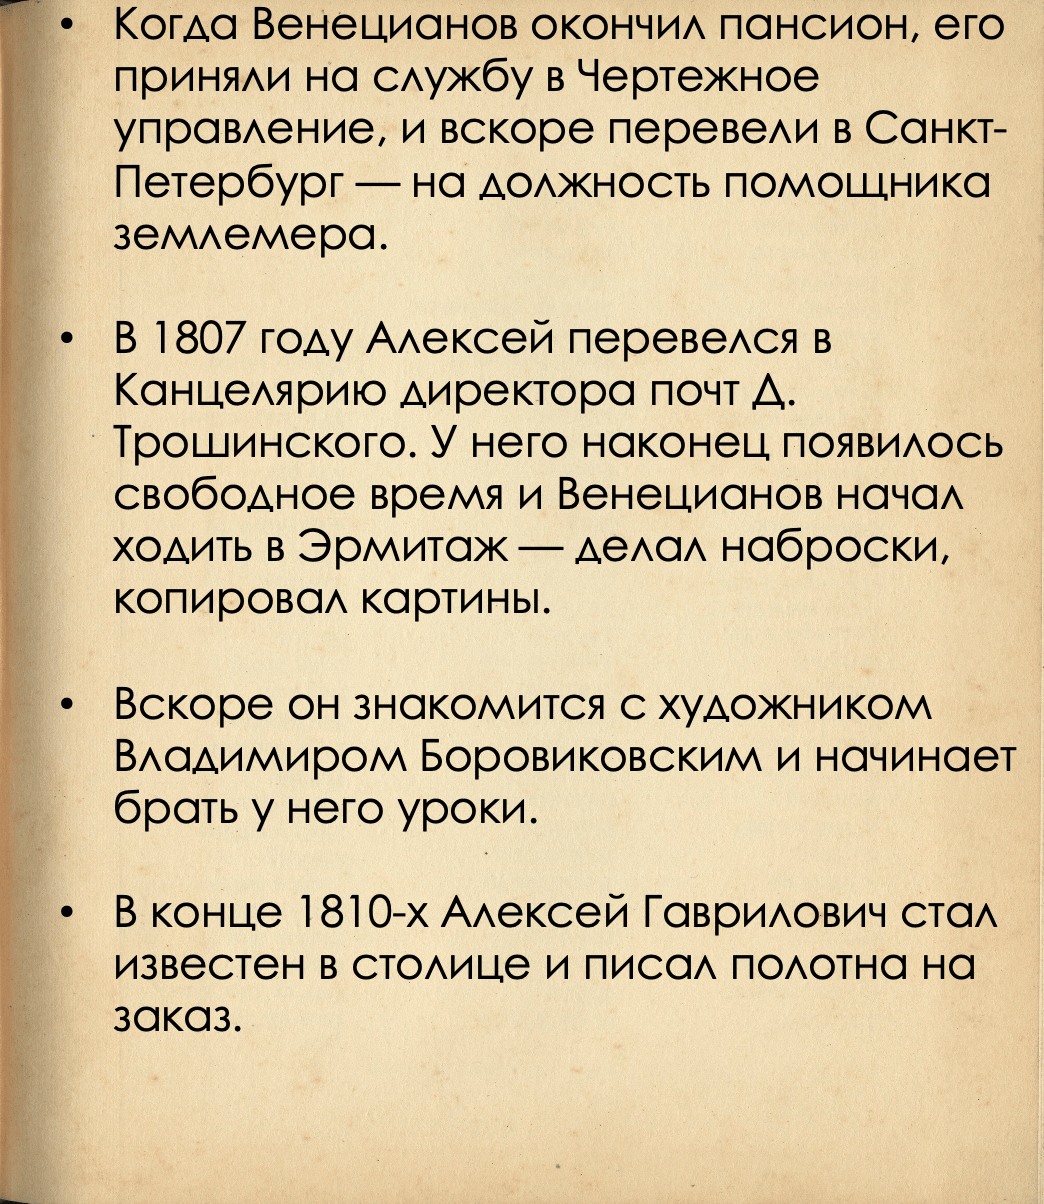 • Когда Венецианов окончил пансион, его
приняли на службу в Чертежное
управление, и вскоре перевели в Санкт-
Петербург — на должность помощника
землемера.
• В 1807 году Алексей перевелся в
Канцелярию директора почт Д.
Трошинского. У него наконец появилось
свободное время и Венецианов начал
ходить в Эрмитаж — делал наброски,
копировал картины.
• Вскоре он знакомится с художником
Владимиром Боровиковским и начинает
брать у него уроки.
• В конце 1810-х Алексей Гаврилович стал
известен в столице и писал полотна на
заказ.